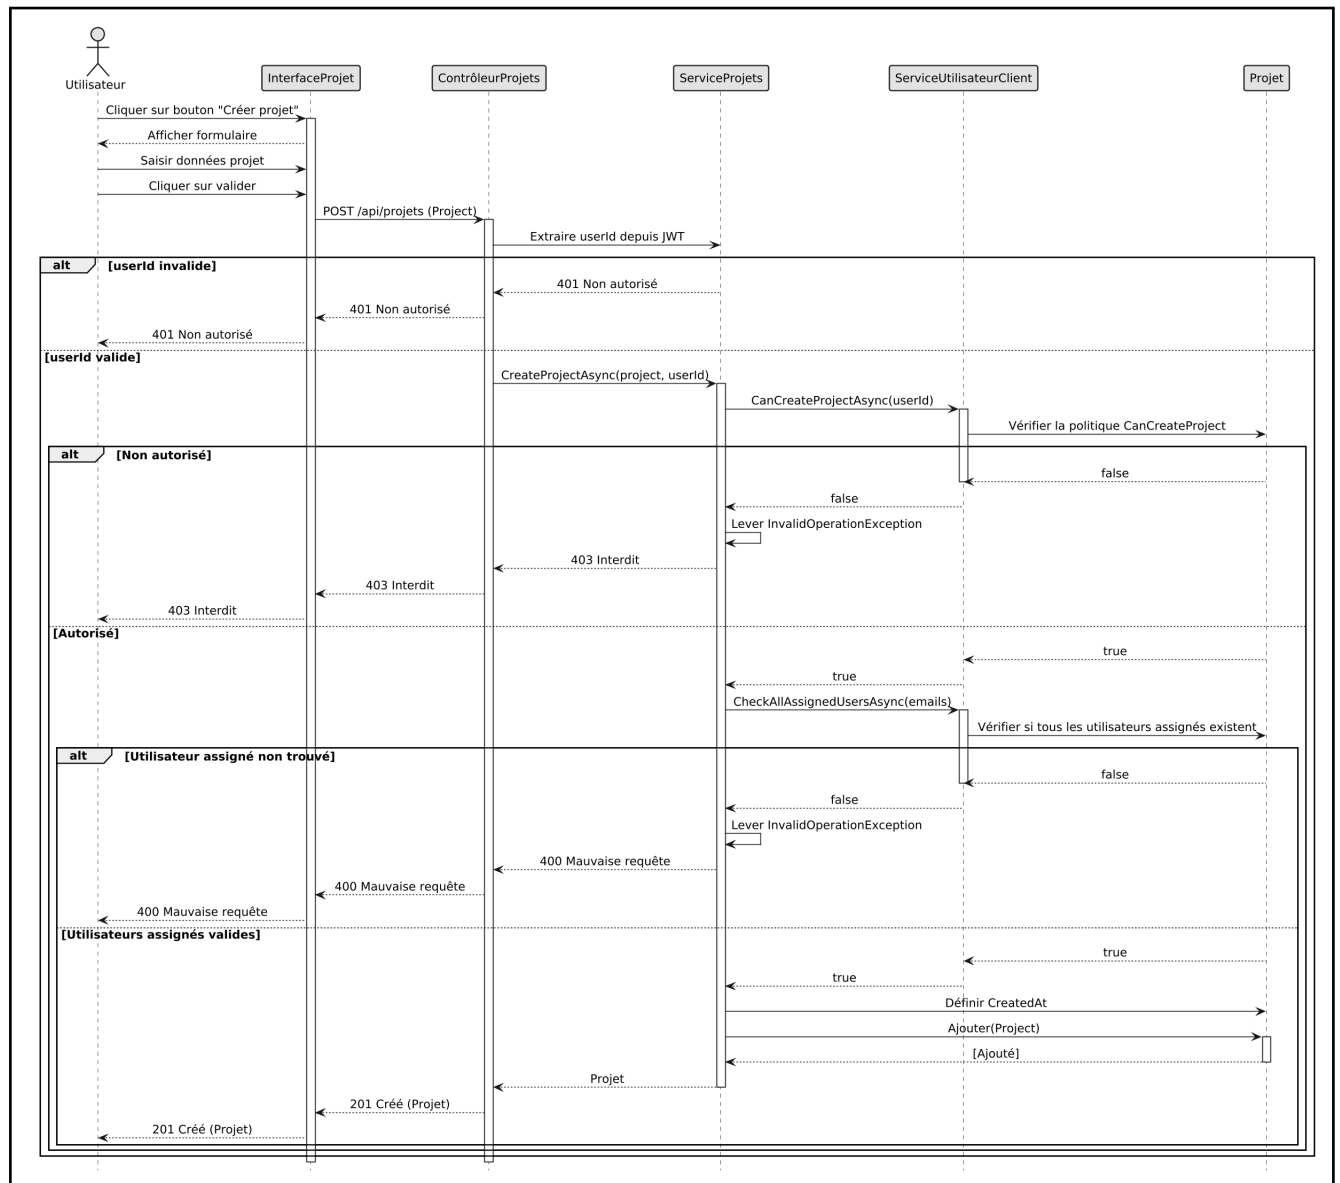 Utilisateur
InterfaceProjet
ContrôleurProjets
ServiceProjets
ServiceUtilisateurClient
Projet
Cliquer sur bouton "Créer projet"
Afficher formulaire
Saisir données projet
Cliquer sur valider
POST /api/projets (Project)
Extraire userId depuis JWT
alt [userId invalide]
401 Non autorisé
401 Non autorisé
401 Non autorisé
[userId valide]
CreateProjectAsync(project, userId)
CanCreateProjectAsync(userId)
Vérifier la politique CanCreateProject
alt [Non autorisé]
false
false
Lever InvalidOperationException
403 Interdit
403 Interdit
403 Interdit
[Autorisé]
true
true
CheckAllAssignedUsersAsync(emails)
Vérifier si tous les utilisateurs assignés existent
alt [Utilisateur assigné non trouvé]
false
false
Lever InvalidOperationException
400 Mauvaise requête
400 Mauvaise requête
400 Mauvaise requête
[Utilisateurs assignés valides]
true
true
Définir CreatedAt
Ajouter(Project)
[Ajouté]
Projet
201 Créé (Projet)
201 Créé (Projet)